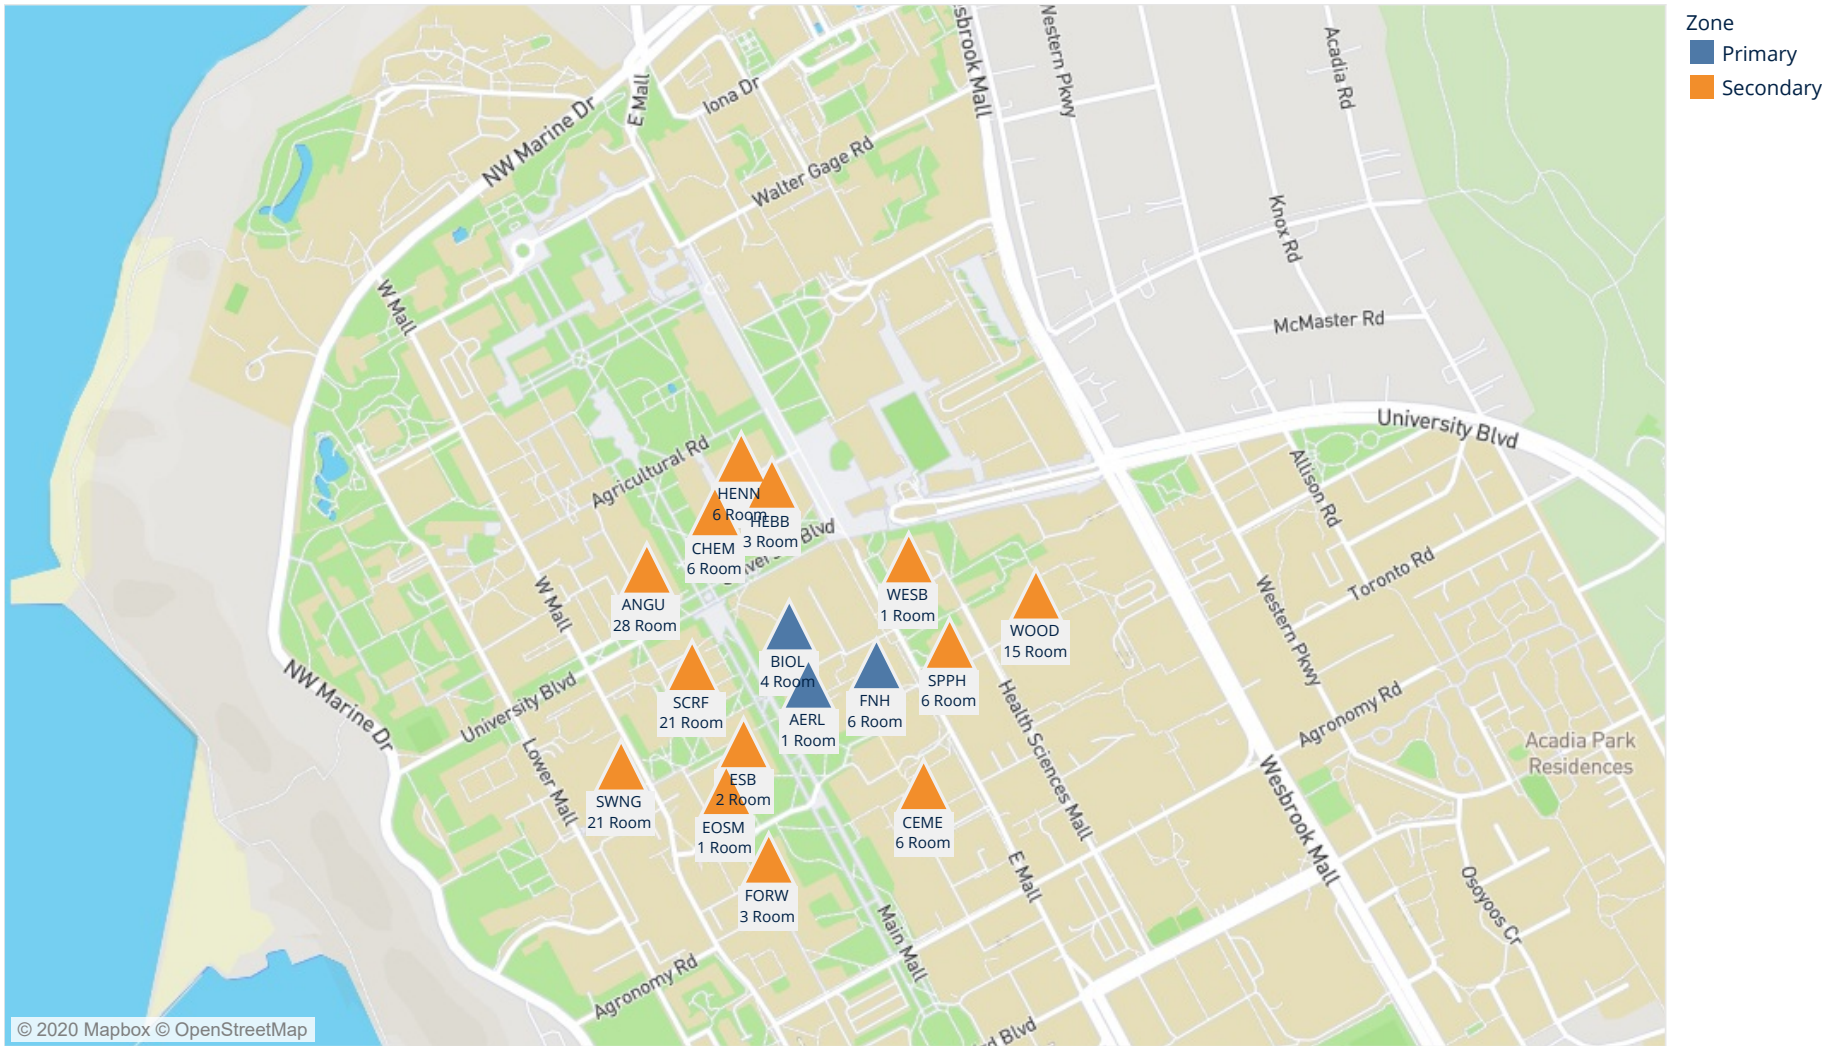 Zone
Primary
Secondary
sbrook Mall
Western Pkwy
Acadia Rd
E Mall
Iona Dr
NW Marine Dr
Walter Gage Rd
Knox Rd
W Mall
McMaster Rd
University Blvd
Agricultural Rd
Allison Rd
HENN
6 Room
HEBB
3 Room
CHEM
6 Room
Blvd
ANGU
28 Room
W Mall
WESB
1 Room
WOOD
15 Room
Toronto Rd
Western Pkwy
BIOL
4 Room
SPPH
6 Room
FNH
6 Room
AERL
1 Room
SCRF
21 Room
NW Marine Dr
University Blvd
Health Sciences Mall
Agronomy Rd
Acadia Park
Residences
Lower Mall
SWNG
21 Room
ESB
2 Room
EOSM
1 Room
CEME
6 Room
Wesbrook Mall
FORW
3 Room
E Mall
Osoyoos Cr
Main Mall
Agronomy Rd
rd Blvd
© 2020 Mapbox © OpenStreetMap